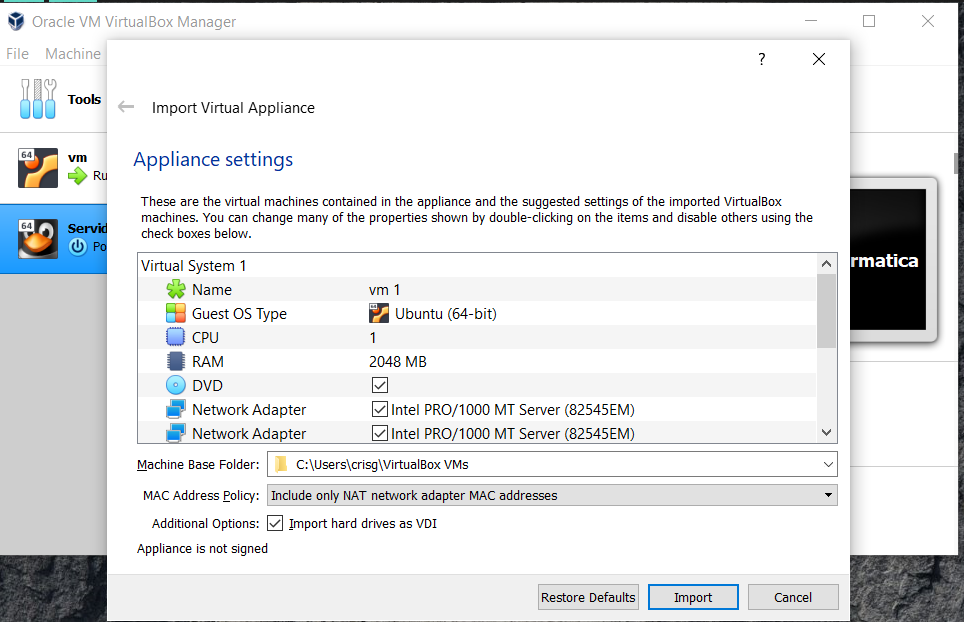 Oracle VM VirtualBox Manager
File Machine
?
Tools
Import Virtual Appliance
64
vm
Ru
Appliance settings
These are the virtual machines contained in the appliance and the suggested settings of the imported VirtualBox
machines. You can change many of the properties shown by double-clicking on the items and disable others using the
check boxes below.
64
Servid
Po
rmatica
Virtual System 1
Name vm 1
Guest OS Type 64 Ubuntu (64-bit)
CPU 1
RAM 2048 MB
DVD
Network Adapter Intel PRO/1000 MT Server (82545EM)
Network Adapter Intel PRO/1000 MT Server (82545EM)
Machine Base Folder: C:\Users\crisg\VirtualBox VMs
MAC Address Policy: Include only NAT network adapter MAC addresses
Additional Options: Import hard drives as VDI
Appliance is not signed
Restore Defaults Import Cancel